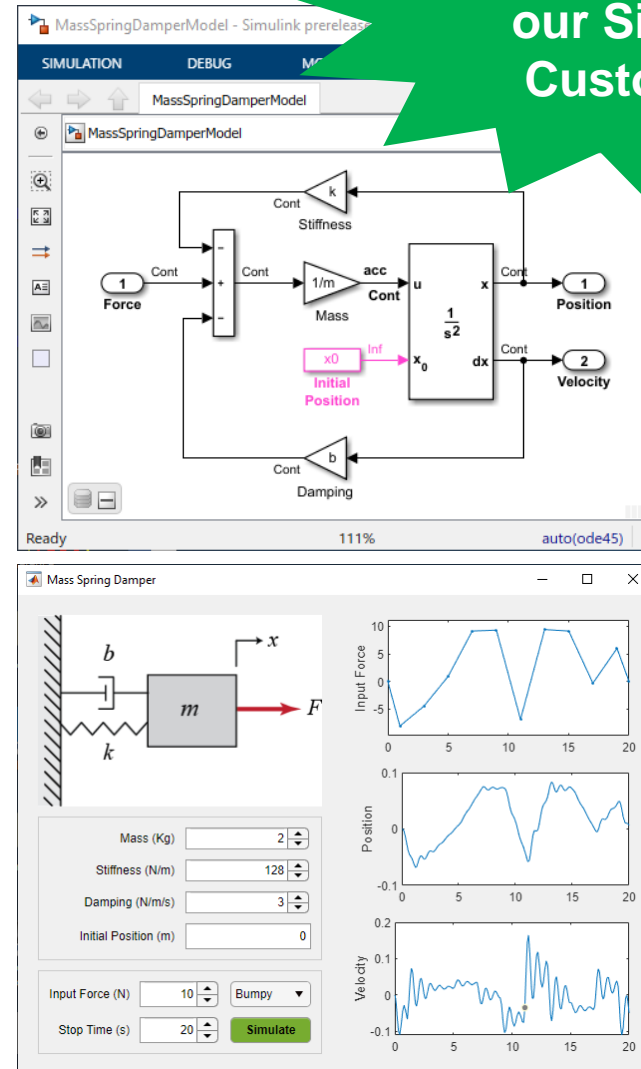 our Si
Custo
MassSpringDamperModel - Simulink prerelease
SIMULATION DEBUG
MassSpringDamperModel
MassSpringDamperModel
k
Cont
Stiffness
1
Force
Cont
−
+
−
Cont
1/m
Mass
acc
Cont
u
x
1
s2
x0
dx
x0
Inf
Initial
Position
Cont
1
Position
Cont
2
Velocity
b
Cont
Damping
Ready 111% auto(ode45)
Mass Spring Damper
b
x
m
F
k
Mass (Kg) 2
Stiffness (N/m) 128
Damping (N/m/s) 3
Initial Position (m) 0
Input Force (N) 10 Bumpy
Stop Time (s) 20 Simulate
Input Force
10
5
0
-5
0 5 10 15 20
Position
0.1
0
-0.1
0 5 10 15 20
Velocity
0.2
0.1
0
-0.1
0 5 10 15 20